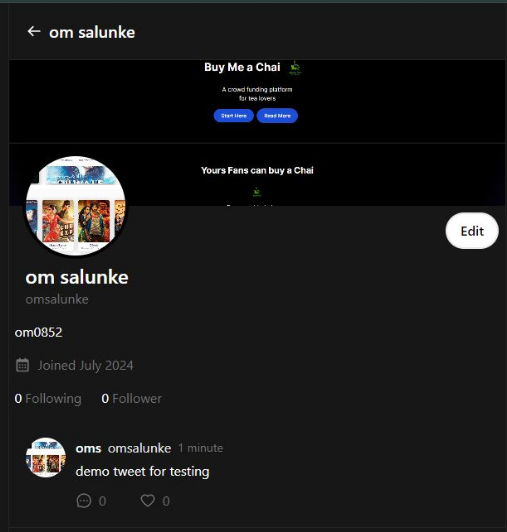 om salunke
Buy Me a Chai
A crowd funding platform
for tea lovers
Start Here Read More
Yours Fans can buy a Chai
Edit
om salunke
omsalunke
om0852
Joined July 2024
0 Following 0 Follower
oms omsalunke 1 minute
demo tweet for testing
0 0